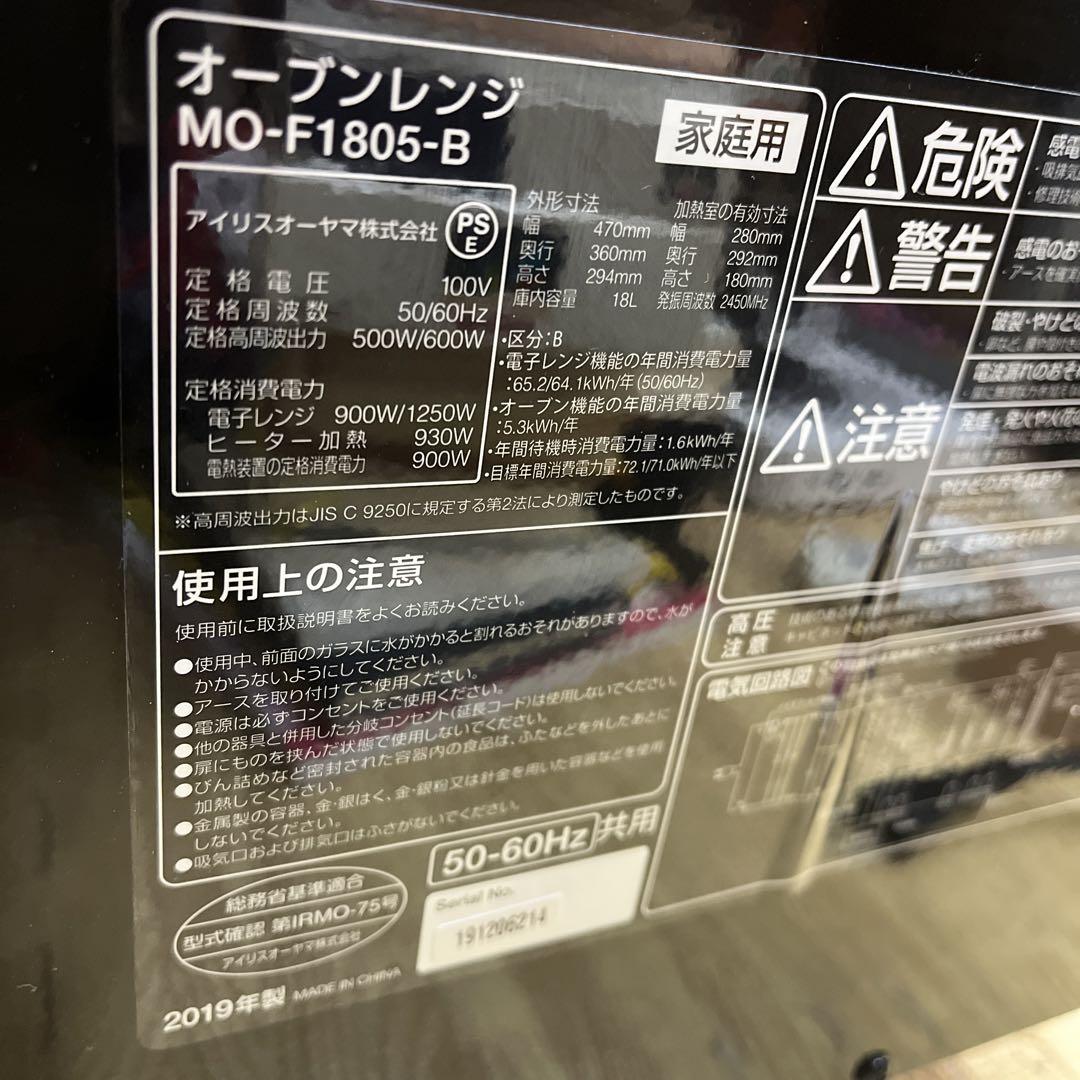 オーブンレンジ
MO-F1805-B
家庭用
アイリスオーヤマ株式会社
PS
E
定格電圧 100V
定格周波数 50/60Hz
定格高周波出力 500W/600W
定格消費電力
電子レンジ 900W/1250W
ヒーター加熱 930W
電熱装置の定格消費電力 900W
外形寸法
幅 470mm
奥行 360mm
高さ 294mm
庫内容量 18L
加熱室の有効寸法
幅 280mm
奥行 292mm
高さ 180mm
発振周波数 2450MHz
・区分:B
・電子レンジ機能の年間消費電力量
:65.2/64.1kWh/年(50/60Hz)
・オーブン機能の年間消費電力量
:5.3kWh/年
・年間待機時消費電力量:1.6kWh/年
・目標年間消費電力量:72.1/71.0kWh/年以下
※高周波出力はJIS C 9250に規定する第2法により測定したものです。
使用上の注意
使用前に取扱説明書をよくお読みください。
●使用中、前面のガラスに水がかかると割れるおそれがありますので、水が
かからないようにしてください。
●アースを取り付けてご使用ください。
●電源は必ずコンセントをご使用ください。
●他の器具と併用した分岐コンセント(延長コード)は使用しないでください。
●扉にものを挟んだ状態で使用しないでください。
●びん詰めなど密封された容器内の食品は、ふたなどを外したあとに
加熱してください。
●金属製の容器、金・銀はく、金・銀粉又は針金を用いた容器などを使用
しないでください。
●吸気口および排気口はふさがないでください。
50-60Hz共用
総務省基準適合
型式確認 第IRMO-75号
アイリスオーヤマ株式会社
Serial No.
191206214
2019年製 MADE IN CHINA
危険
警告
感電のお
注意
高圧
注意
電気回路図